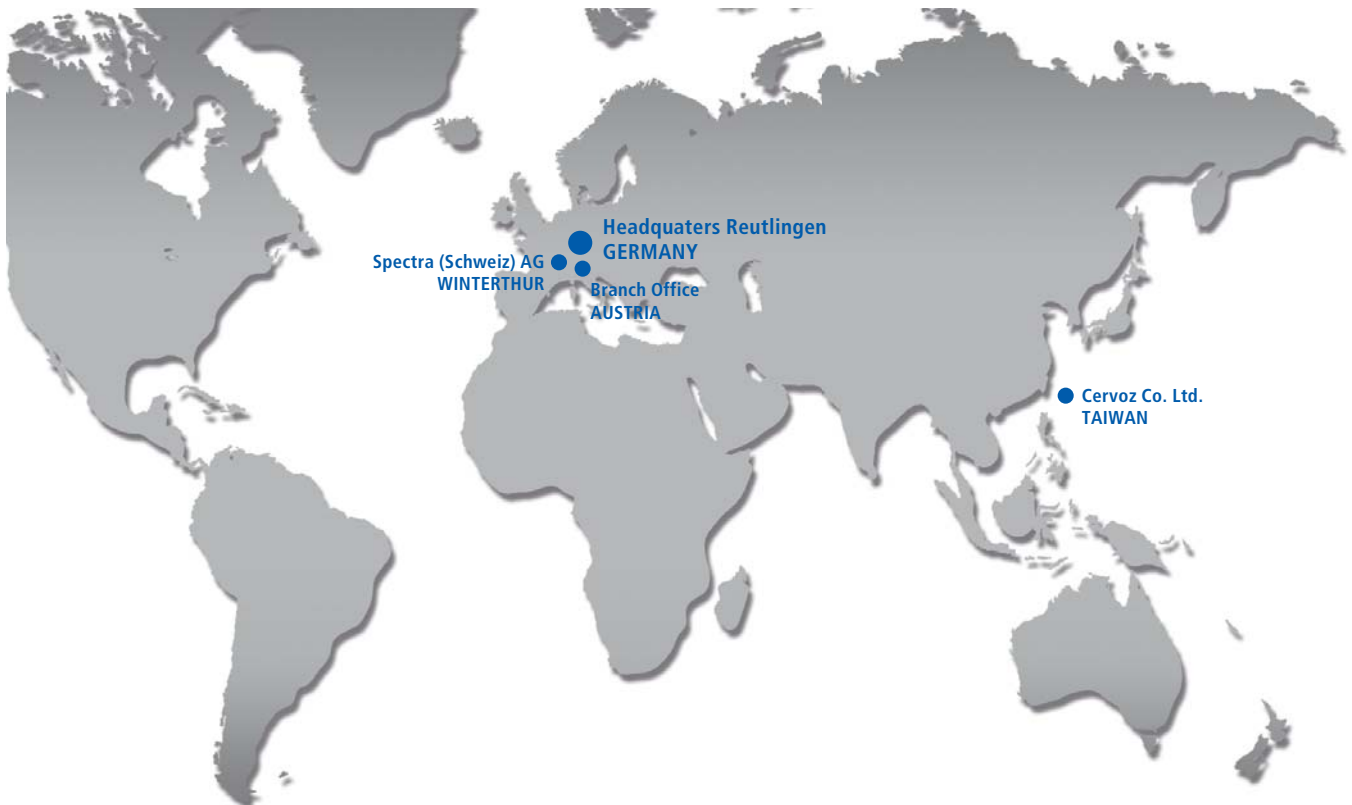 Headquaters Reutlingen
GERMANY
Spectra (Schweiz) AG
WINTERTHUR
Branch Office
AUSTRIA
Cervoz Co. Ltd.
TAIWAN